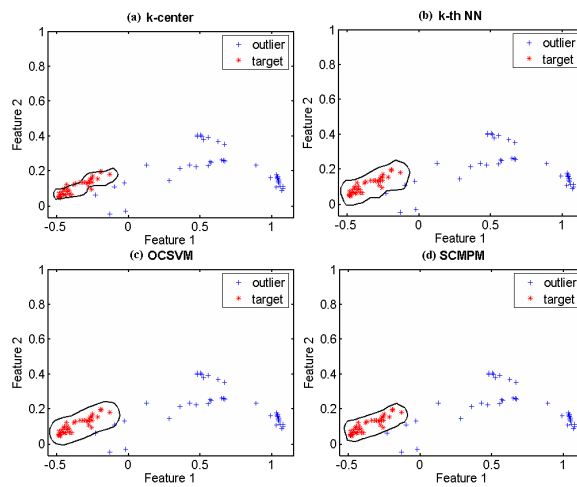 (a) k-center
(b) k-th NN
1
0.8
0.6
0.4
0.2
0
Feature 2
outlier
target
-0.5
0
0.5
1
Feature 1
1
0.8
0.6
0.4
0.2
0
Feature 2
outlier
target
-0.5
0
0.5
1
Feature 1
(c) OCSVM
(d) SCMPM
1
0.8
0.6
0.4
0.2
0
Feature 2
outlier
target
-0.5
0
0.5
1
Feature 1
1
0.8
0.6
0.4
0.2
0
Feature 2
outlier
target
-0.5
0
0.5
1
Feature 1